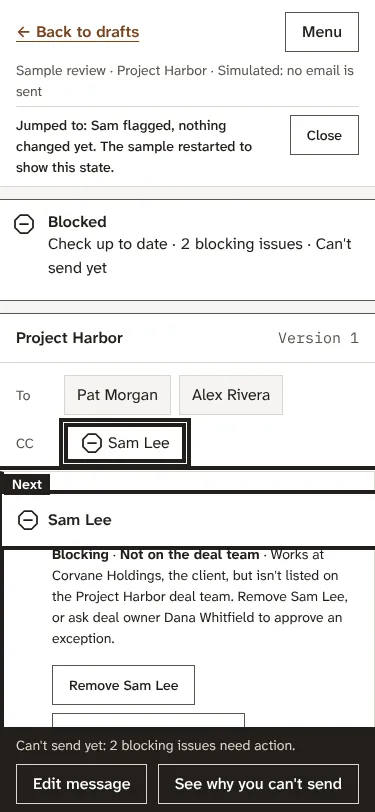 ← Back to drafts
Menu
Sample review · Project Harbor · Simulated: no email is
sent
Jumped to: Sam flagged, nothing
changed yet. The sample restarted to
show this state.
Close
Blocked
Check up to date · 2 blocking issues · Can't
send yet
Project Harbor
Version 1
To
Pat Morgan
Alex Rivera
CC
Sam Lee
Next
Sam Lee
Blocking · Not on the deal team · Works at
Corvane Holdings, the client, but isn't listed on
the Project Harbor deal team. Remove Sam Lee,
or ask deal owner Dana Whitfield to approve an
exception.
Remove Sam Lee
Can't send yet: 2 blocking issues need action.
Edit message
See why you can't send